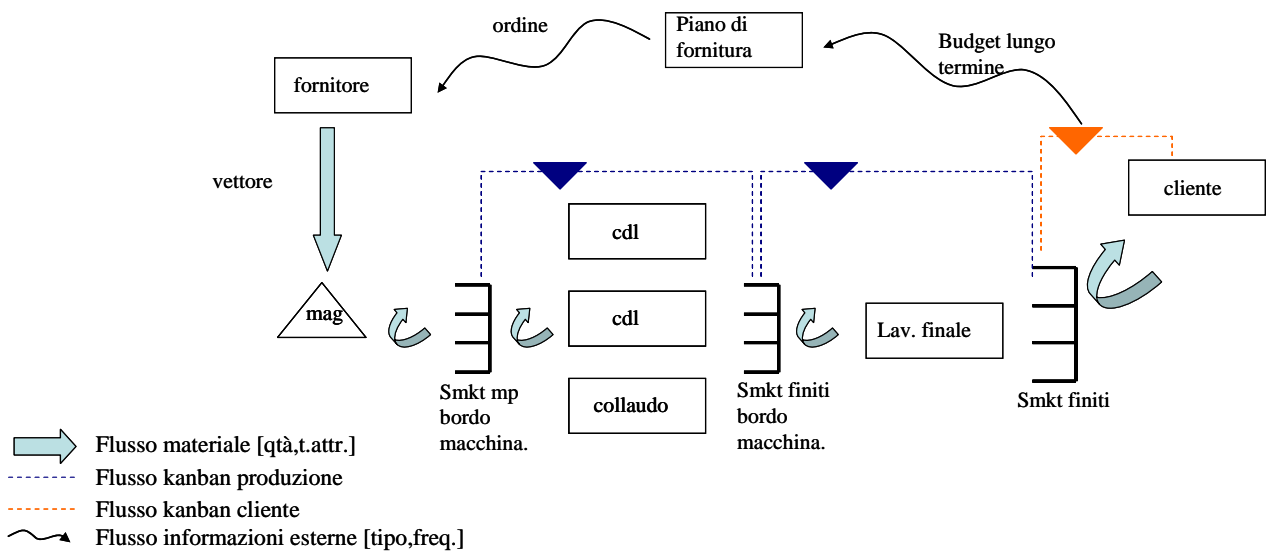 ordine
Piano di
fornitura
Budget lungo
termine
fornitore
vettore
cliente
cdl
mag
cdl
Lav. finale
Smkt mp
bordo
macchina.
collaudo
Smkt finiti
bordo
macchina.
Smkt finiti
Flusso materiale [qtà,t.attr.]
Flusso kanban produzione
Flusso kanban cliente
Flusso informazioni esterne [tipo,freq.]